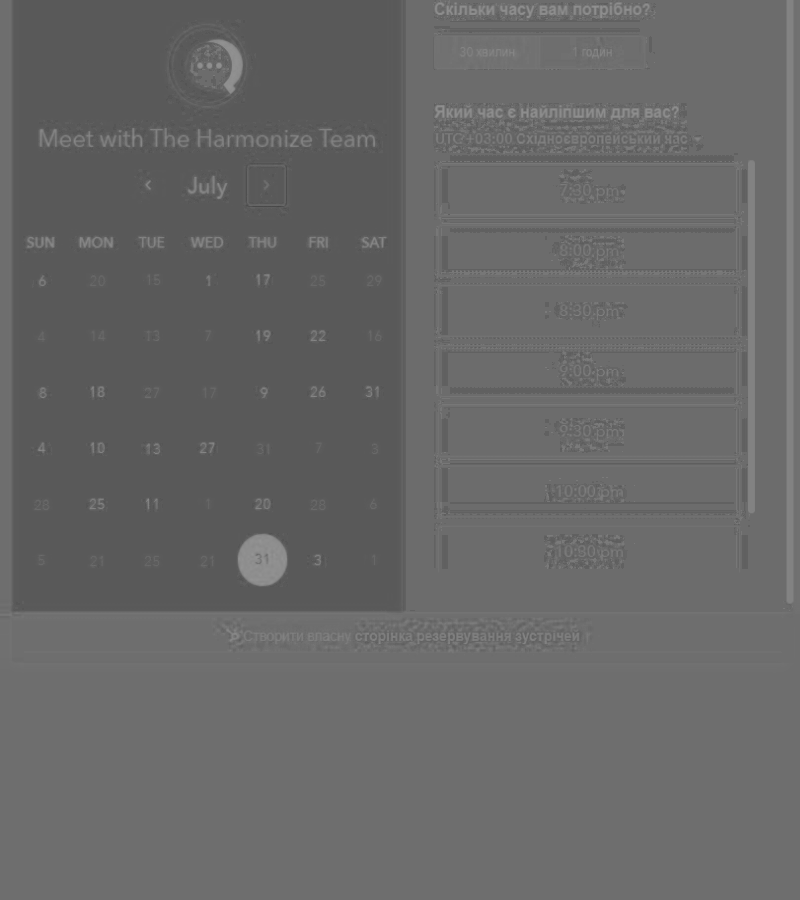 Meet with The Harmonize Team
July
SUN MON TUE WED THU FRI SAT
6 20 15 1 17 25 29
4 14 13 7 19 22 16
8 18 27 17 9 26 31
4 10 13 27 31 7 3
28 25 11 1 20 28 6
5 21 25 21 31 3 1
Скільки часу вам потрібно?
30 хвилин 1 годин
Який час є найліпшим для вас?
UTC +03:00 Східноєвропейський час
7:30 pm
8:00 pm
8:30 pm
9:00 pm
9:30 pm
10:00 pm
10:30 pm
Створити власну сторінка резервування зустрічей